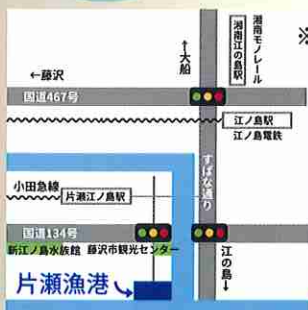 ※
湘南モノレール
湘南江の島駅
↑大船
←藤沢
国道467号
江ノ島駅
江ノ島電鉄
すばな通り
小田急線
片瀬江ノ島駅
国道134号
新江ノ島水族館
藤沢市観光センター
江の島↓
片瀬漁港